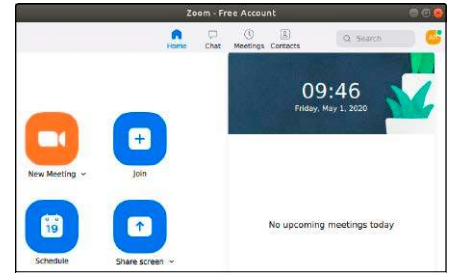 Zoom - Free Account
Home
Chat
Meetings
Contacts
Search
09:46
Friday, May 1, 2020
New Meeting
Join
19
Schedule
Share screen
No upcoming meetings today